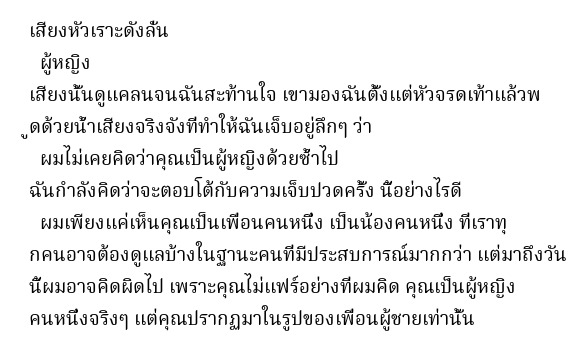 เสียงหัวเราะดังลั่น
ผู้หญิง
เสียงนั้นดูแคลนจนฉันสะท้านใจ เขามองฉันตั้งแต่หัวจรดเท้าแล้วพ
ูดด้วยน้ำเสียงจริงจังที่ทำให้ฉันเจ็บอยู่ลึกๆ ว่า
ผมไม่เคยคิดว่าคุณเป็นผู้หญิงด้วยซ้ำไป
ฉันกำลังคิดว่าจะตอบโต้กับความเจ็บปวดครั้ง นี้อย่างไรดี
ผมเพียงแค่เห็นคุณเป็นเพื่อนคนหนึ่ง เป็นน้องคนหนึ่ง ที่เราทุ
กคนอาจต้องดูแลบ้างในฐานะคนที่มีประสบการณ์มากกว่า แต่มาถึงวัน
นี้ผมอาจคิดผิดไป เพราะคุณไม่แฟร์อย่างที่ผมคิด คุณเป็นผู้หญิง
คนหนึ่งจริงๆ แต่คุณปรากฏมาในรูปของเพื่อนผู้ชายเท่านั้น